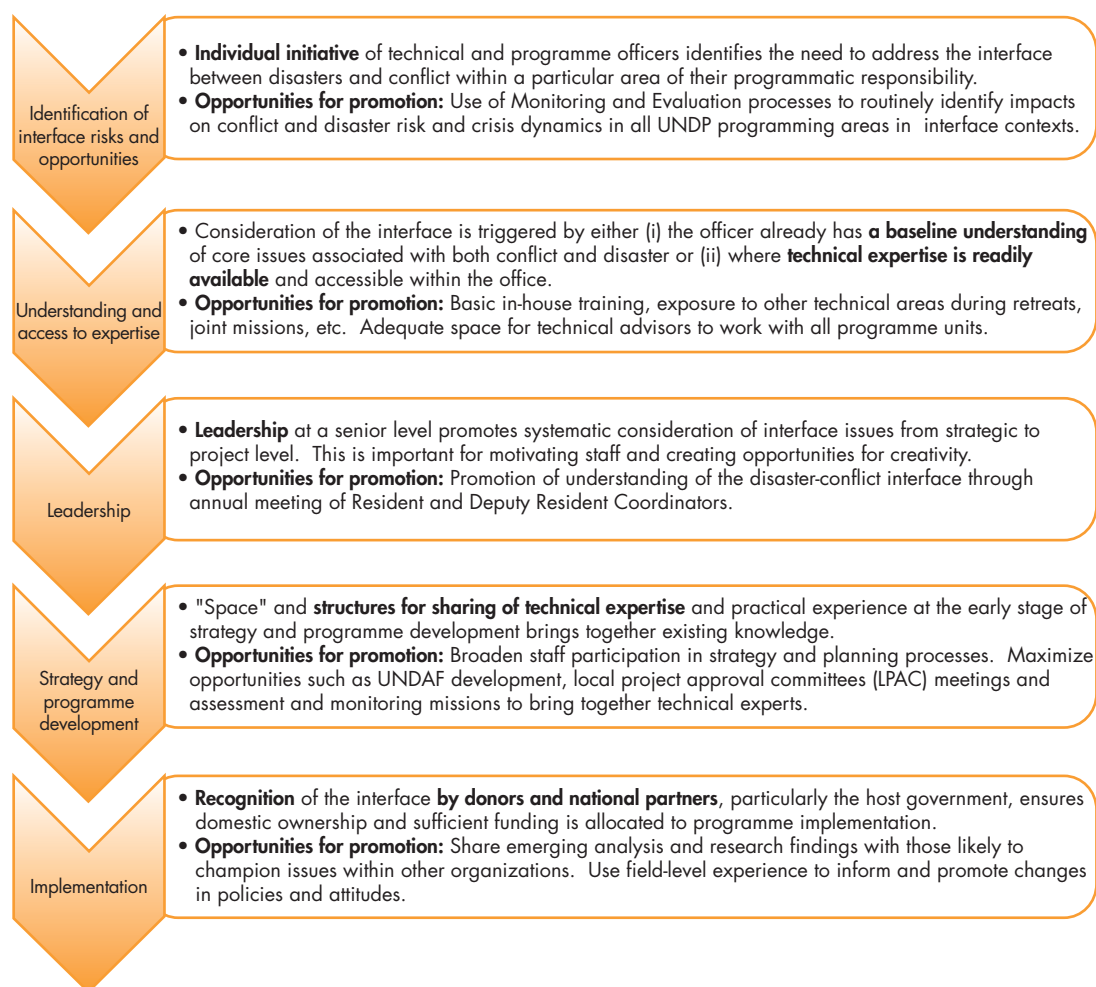 Identification of
interface risks and
opportunities
• Individual initiative of technical and programme officers identifies the need to address the interface
between disasters and conflict within a particular area of their programmatic responsibility.
• Opportunities for promotion: Use of Monitoring and Evaluation processes to routinely identify impacts
on conflict and disaster risk and crisis dynamics in all UNDP programming areas in interface contexts.
Understanding and
access to expertise
• Consideration of the interface is triggered by either (i) the officer already has a baseline understanding
of core issues associated with both conflict and disaster or (ii) where technical expertise is readily
available and accessible within the office.
• Opportunities for promotion: Basic in-house training, exposure to other technical areas during retreats,
joint missions, etc. Adequate space for technical advisors to work with all programme units.
Leadership
• Leadership at a senior level promotes systematic consideration of interface issues from strategic to
project level. This is important for motivating staff and creating opportunities for creativity.
• Opportunities for promotion: Promotion of understanding of the disaster-conflict interface through
annual meeting of Resident and Deputy Resident Coordinators.
Strategy and
programme
development
• "Space" and structures for sharing of technical expertise and practical experience at the early stage of
strategy and programme development brings together existing knowledge.
• Opportunities for promotion: Broaden staff participation in strategy and planning processes. Maximize
opportunities such as UNDAF development, local project approval committees (LPAC) meetings and
assessment and monitoring missions to bring together technical experts.
Implementation
• Recognition of the interface by donors and national partners, particularly the host government, ensures
domestic ownership and sufficient funding is allocated to programme implementation.
• Opportunities for promotion: Share emerging analysis and research findings with those likely to
champion issues within other organizations. Use field-level experience to inform and promote changes
in policies and attitudes.